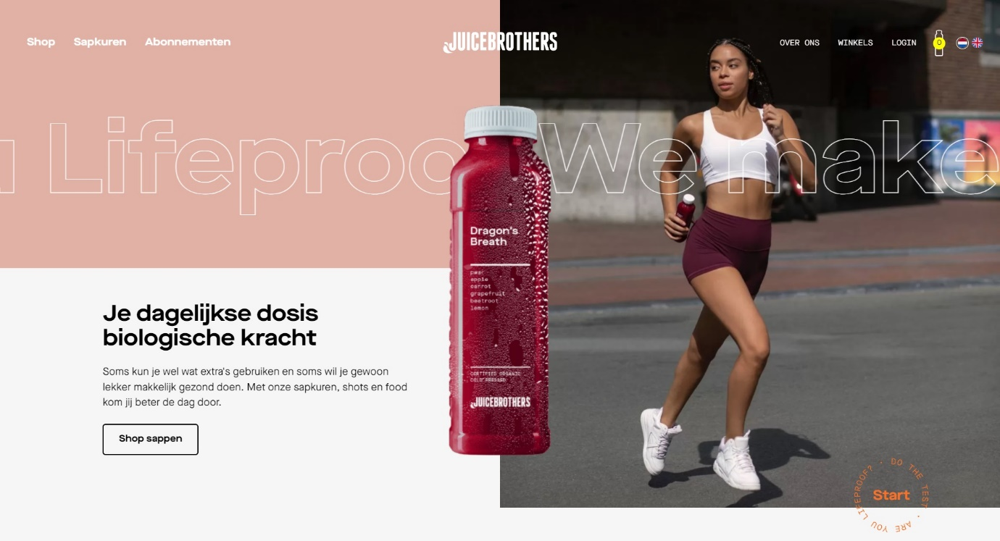 Shop Sapkuren Abonnementen
JUICEBROTHERS
OVER ONS WINKELS LOGIN 0
Lifeproo We make
Dragon's
Breath
pear
apple
carrot
grapefruit
beetroot
lemon
CERTIFIED ORGANIC
COLD PRESSED
JUICEBROTHERS
Je dagelijkse dosis
biologische kracht
Soms kun je wel wat extra's gebruiken en soms wil je gewoon
lekker makkelijk gezond doen. Met onze sapkuren, shots en food
kom jij beter de dag door.
Shop sappen
DO THE TEST · ARE YOU LIFEPROOF? ·
Start